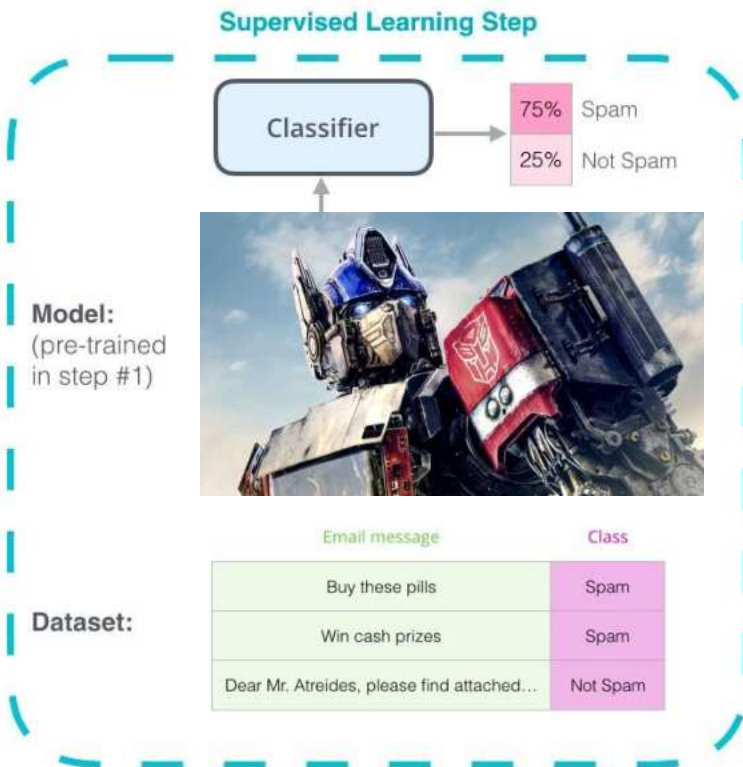 Supervised Learning Step
Classifier
75% Spam
25% Not Spam
Model:
(pre-trained
in step #1)
Email message Class
Dataset:
Buy these pills Spam
Win cash prizes Spam
Dear Mr. Atreides, please find attached... Not Spam